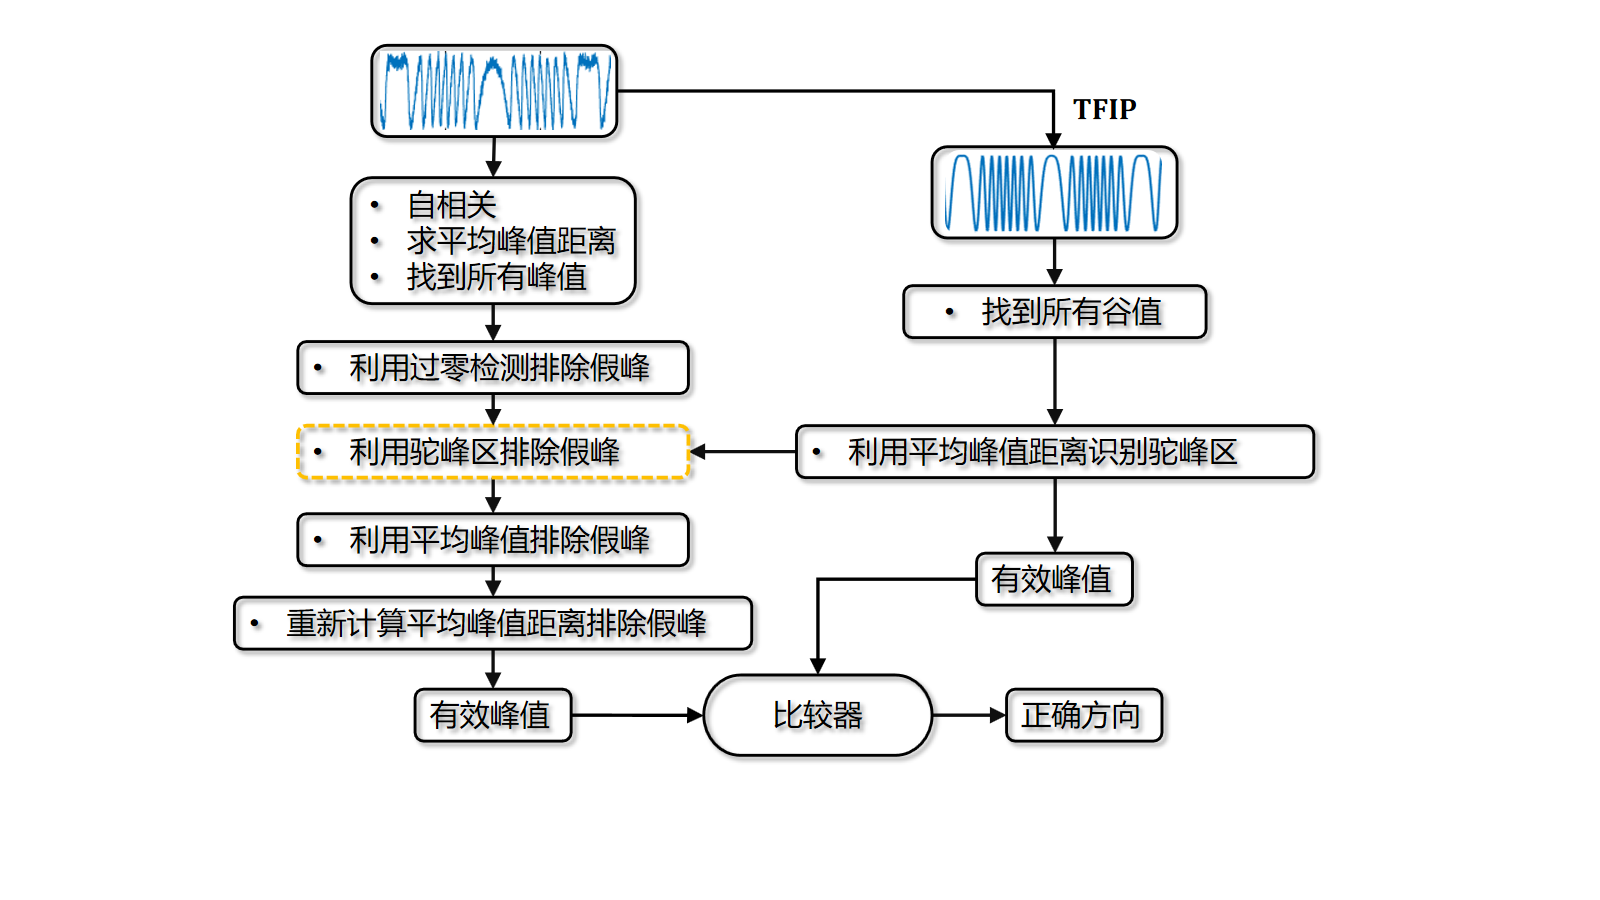 TFIP
• 自相关
• 求平均峰值距离
• 找到所有峰值
• 找到所有谷值
• 利用过零检测排除假峰
• 利用驼峰区排除假峰
• 利用平均峰值距离识别驼峰区
• 利用平均峰值排除假峰
有效峰值
• 重新计算平均峰值距离排除假峰
有效峰值
比较器
正确方向